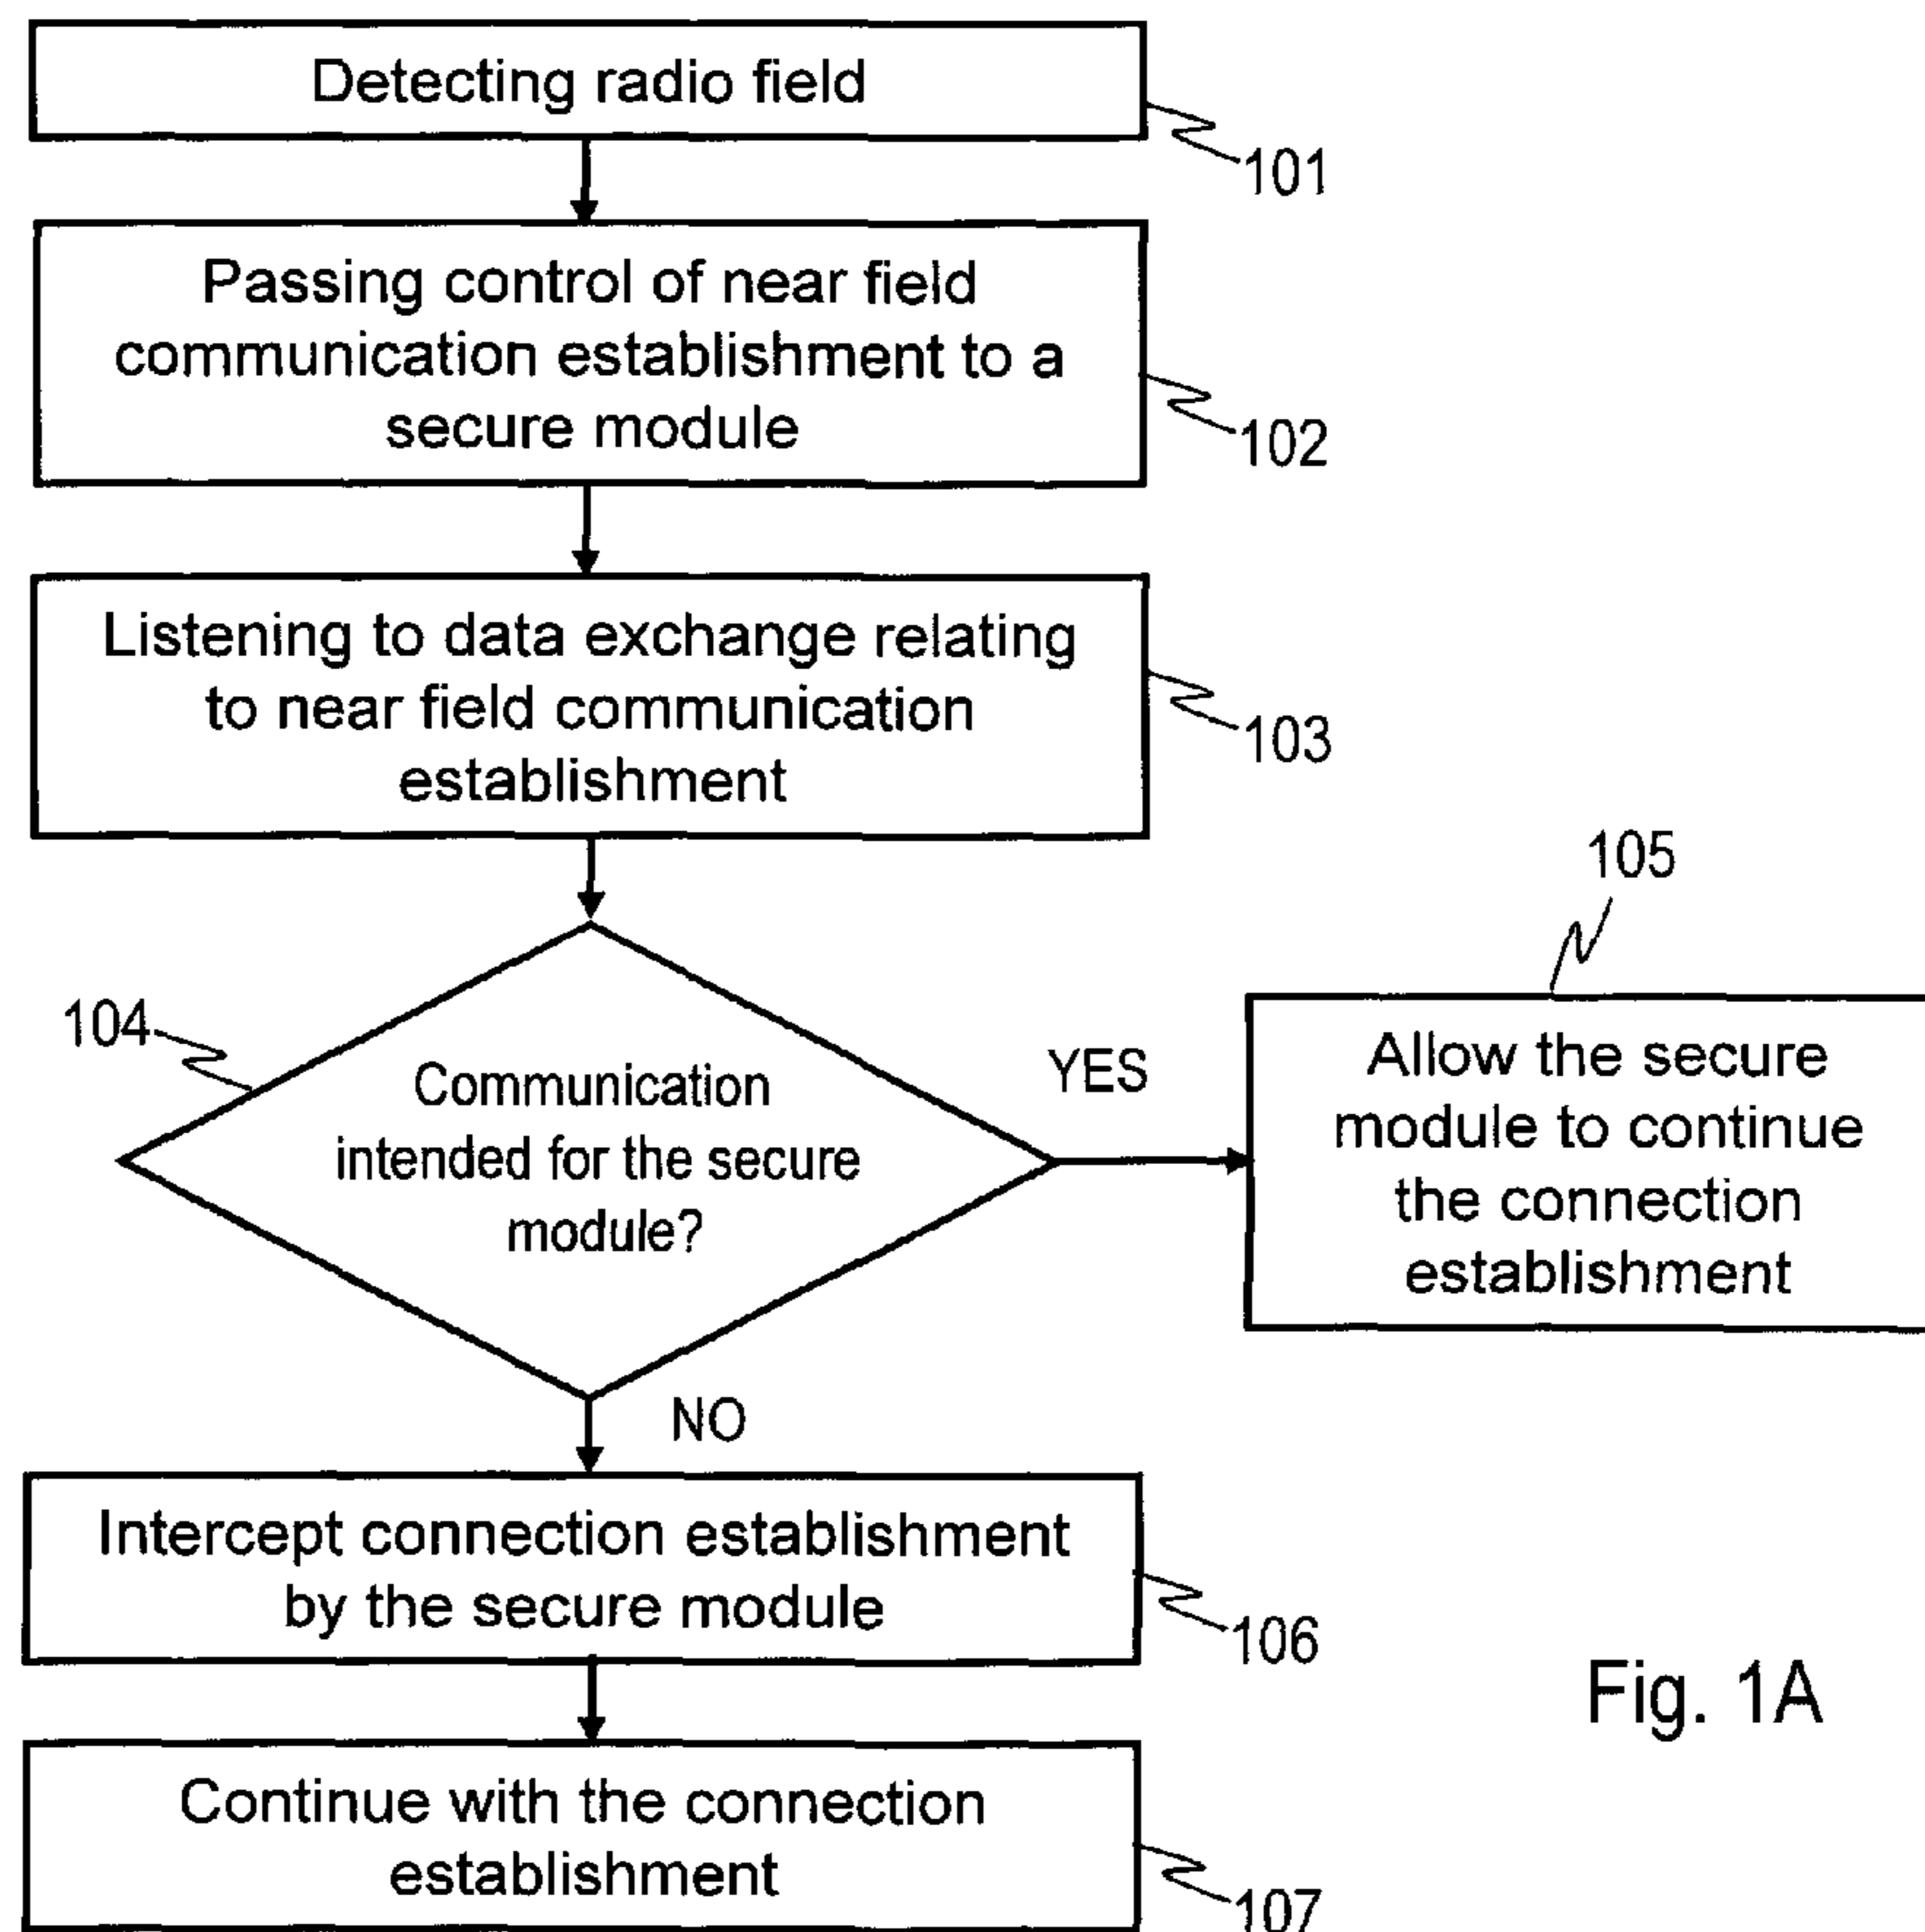 Detecting radio field
101
Passing control of near field
communication establishment to a
secure module
102
Listening to data exchange relating
to near field communication
establishment
103
104
Communication
intended for the secure
module?
YES
105
Allow the secure
module to continue
the connection
establishment
NO
Intercept connection establishment
by the secure module
106
Continue with the connection
establishment
107
Fig. 1A